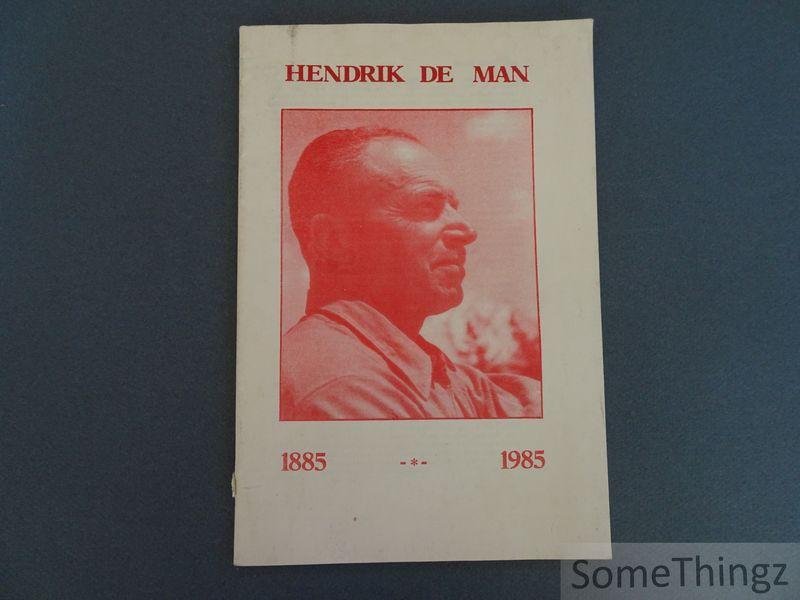 HENDRIK DE MAN
1885 -*- 1985
SomeThingz